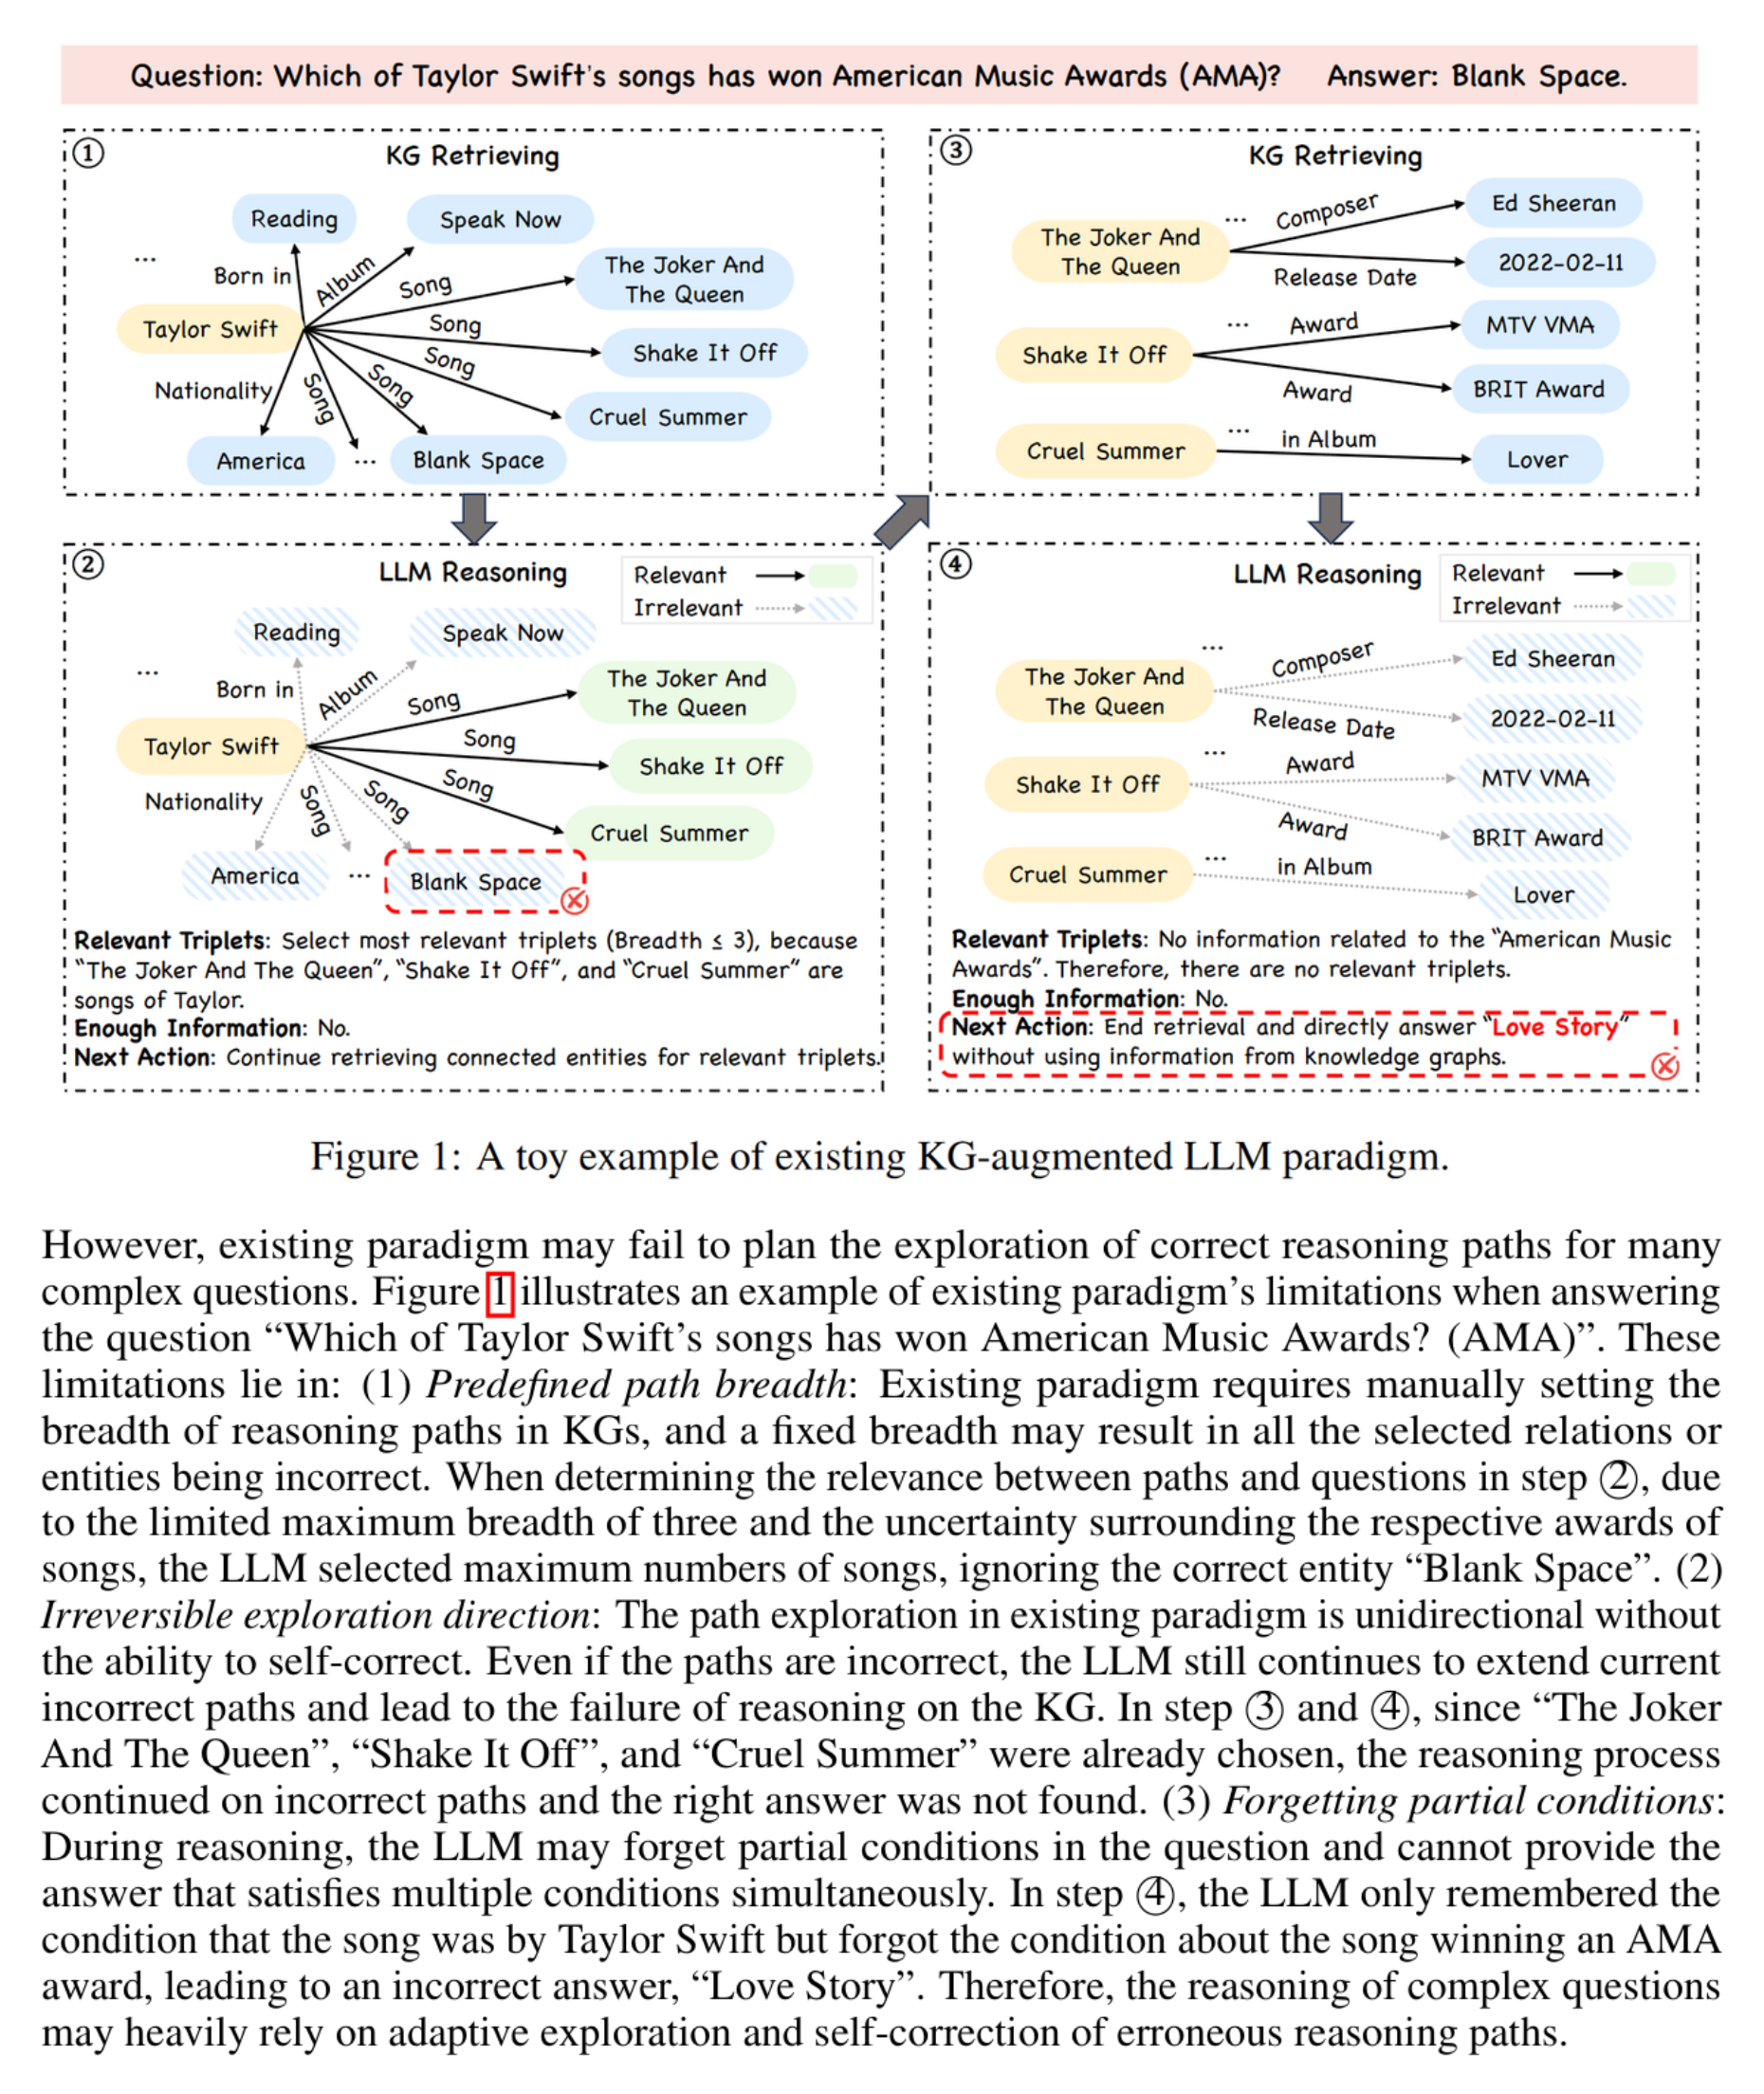 Question: Which of Taylor Swift's songs has won American Music Awards (AMA)? Answer: Blank Space.
①
KG Retrieving
Reading
Speak Now
...
Born in
Album
Song
The Joker And
The Queen
Taylor Swift
Song
Shake It Off
Song
Nationality
Song
Song
Cruel Summer
America
...
Blank Space
②
LLM Reasoning
Relevant
Irrelevant
Reading
Speak Now
...
Born in
Album
Song
The Joker And
The Queen
Taylor Swift
Song
Shake It Off
Song
Nationality
Song
Song
Cruel Summer
America
...
Blank Space
Relevant Triplets: Select most relevant triplets (Breadth ≤ 3), because
“The Joker And The Queen”, “Shake It Off”, and “Cruel Summer” are
songs of Taylor.
Enough Information: No.
Next Action: Continue retrieving connected entities for relevant triplets.
③
KG Retrieving
The Joker And
The Queen
...
Composer
Ed Sheeran
Release Date
2022-02-11
Shake It Off
...
Award
MTV VMA
Award
BRIT Award
Cruel Summer
...
in Album
Lover
④
LLM Reasoning
Relevant
Irrelevant
The Joker And
The Queen
...
Composer
Ed Sheeran
Release Date
2022-02-11
Shake It Off
...
Award
MTV VMA
Award
BRIT Award
Cruel Summer
...
in Album
Lover
Relevant Triplets: No information related to the “American Music
Awards”. Therefore, there are no relevant triplets.
Enough Information: No.
Next Action: End retrieval and directly answer “Love Story”
without using information from knowledge graphs.
Figure 1: A toy example of existing KG-augmented LLM paradigm.
However, existing paradigm may fail to plan the exploration of correct reasoning paths for many
complex questions. Figure 1 illustrates an example of existing paradigm’s limitations when answering
the question “Which of Taylor Swift’s songs has won American Music Awards? (AMA)”. These
limitations lie in: (1) Predefined path breadth: Existing paradigm requires manually setting the
breadth of reasoning paths in KGs, and a fixed breadth may result in all the selected relations or
entities being incorrect. When determining the relevance between paths and questions in step ②, due
to the limited maximum breadth of three and the uncertainty surrounding the respective awards of
songs, the LLM selected maximum numbers of songs, ignoring the correct entity “Blank Space”. (2)
Irreversible exploration direction: The path exploration in existing paradigm is unidirectional without
the ability to self-correct. Even if the paths are incorrect, the LLM still continues to extend current
incorrect paths and lead to the failure of reasoning on the KG. In step ③ and ④, since “The Joker
And The Queen”, “Shake It Off”, and “Cruel Summer” were already chosen, the reasoning process
continued on incorrect paths and the right answer was not found. (3) Forgetting partial conditions:
During reasoning, the LLM may forget partial conditions in the question and cannot provide the
answer that satisfies multiple conditions simultaneously. In step ④, the LLM only remembered the
condition that the song was by Taylor Swift but forgot the condition about the song winning an AMA
award, leading to an incorrect answer, “Love Story”. Therefore, the reasoning of complex questions
may heavily rely on adaptive exploration and self-correction of erroneous reasoning paths.